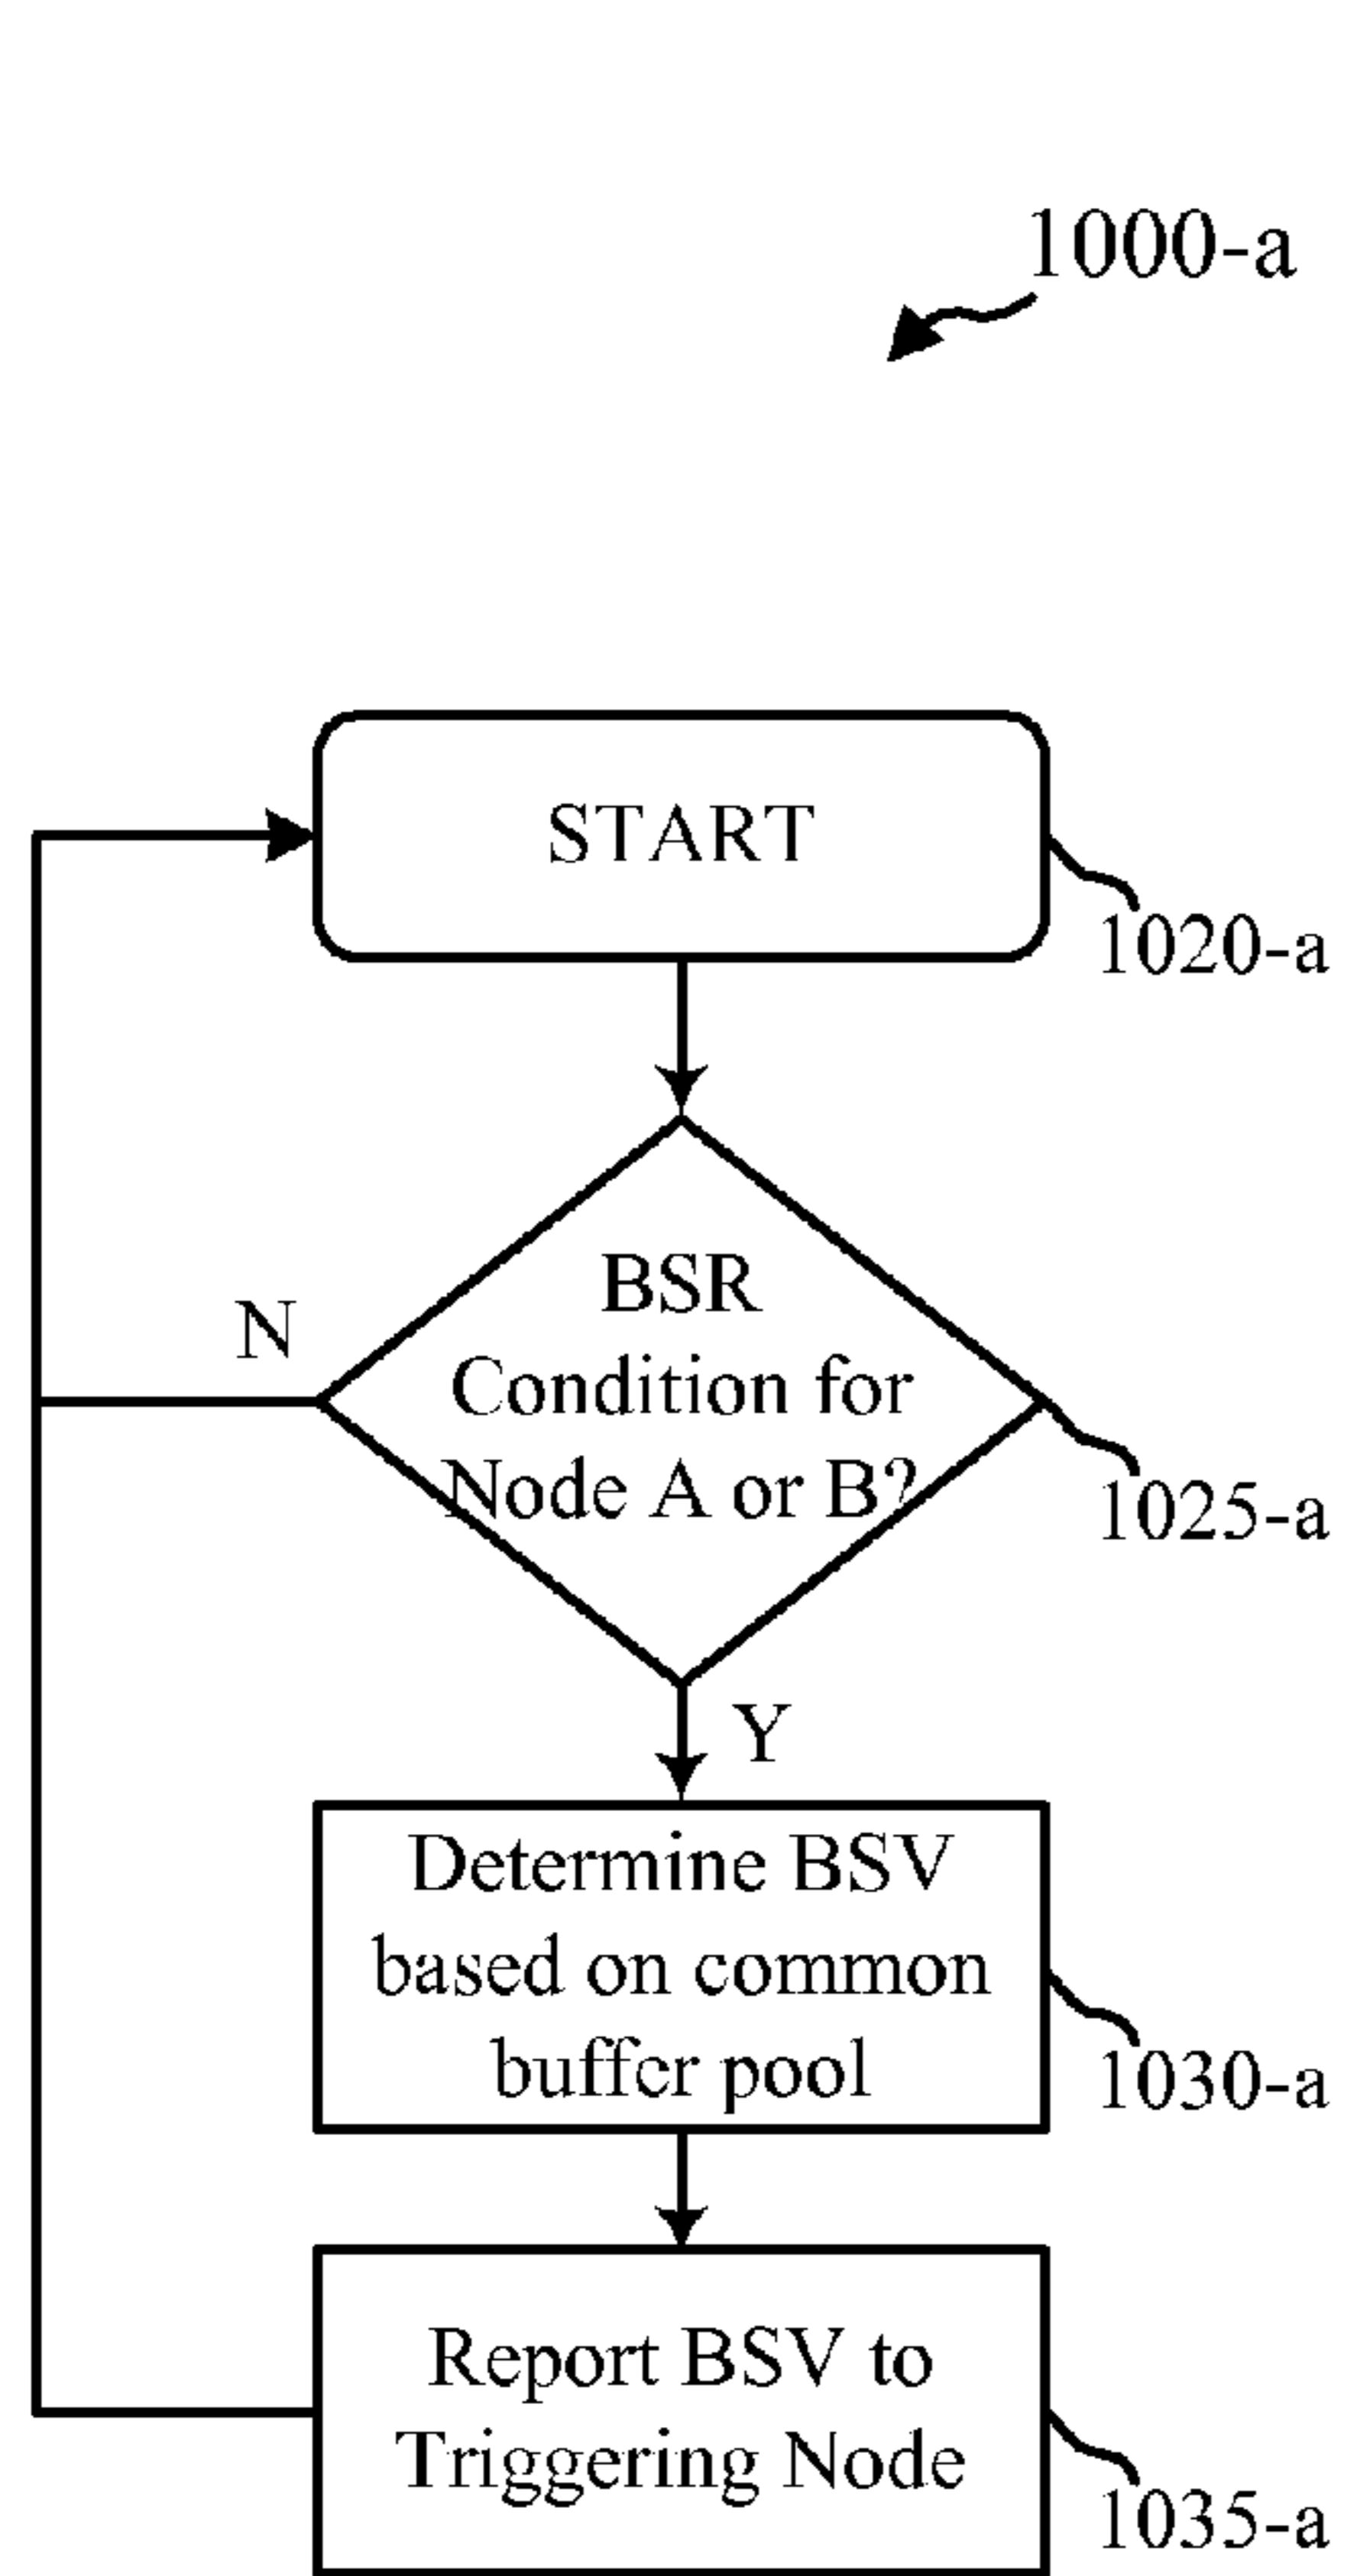 1000-a
START
1020-a
BSR
Condition for
Node A or B?
N
1025-a
Y
Determine BSV
based on common
buffer pool
1030-a
Report BSV to
Triggering Node
1035-a